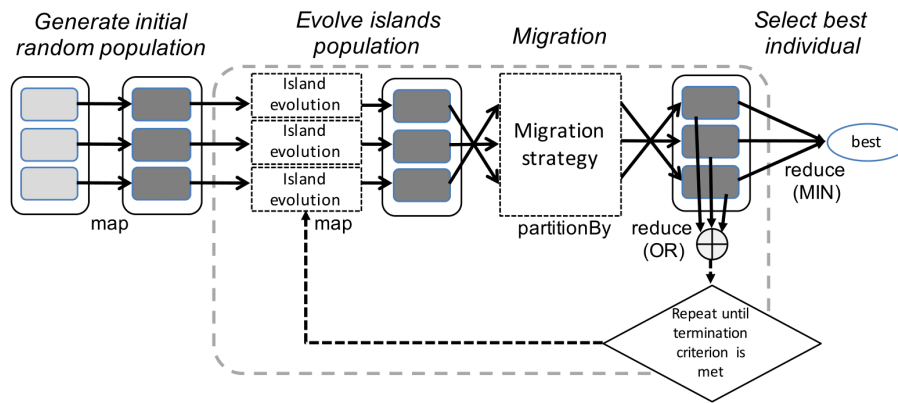 Generate initial
random population
Evolve islands
population
Migration
Select best
individual
Island
evolution
Island
evolution
Island
evolution
Migration
strategy
best
map
map
partitionBy
reduce
(OR)
reduce
(MIN)
Repeat until
termination
criterion is
met